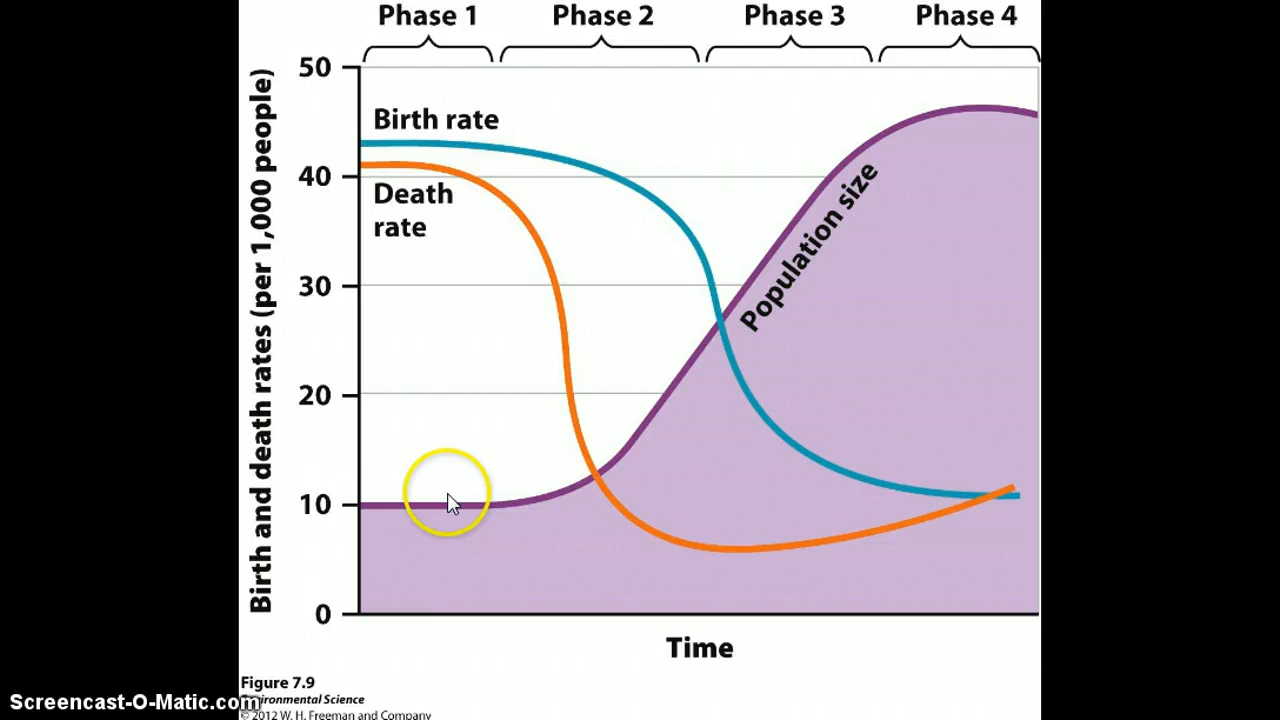 Phase 1 Phase 2 Phase 3 Phase 4
Birth and death rates (per 1,000 people)
50
40
30
20
10
0
Birth rate
Death
rate
Population size
Time
Figure 7.9
Environmental Science
© 2012 W. H. Freeman and Company
Screencast-O-Matic.com